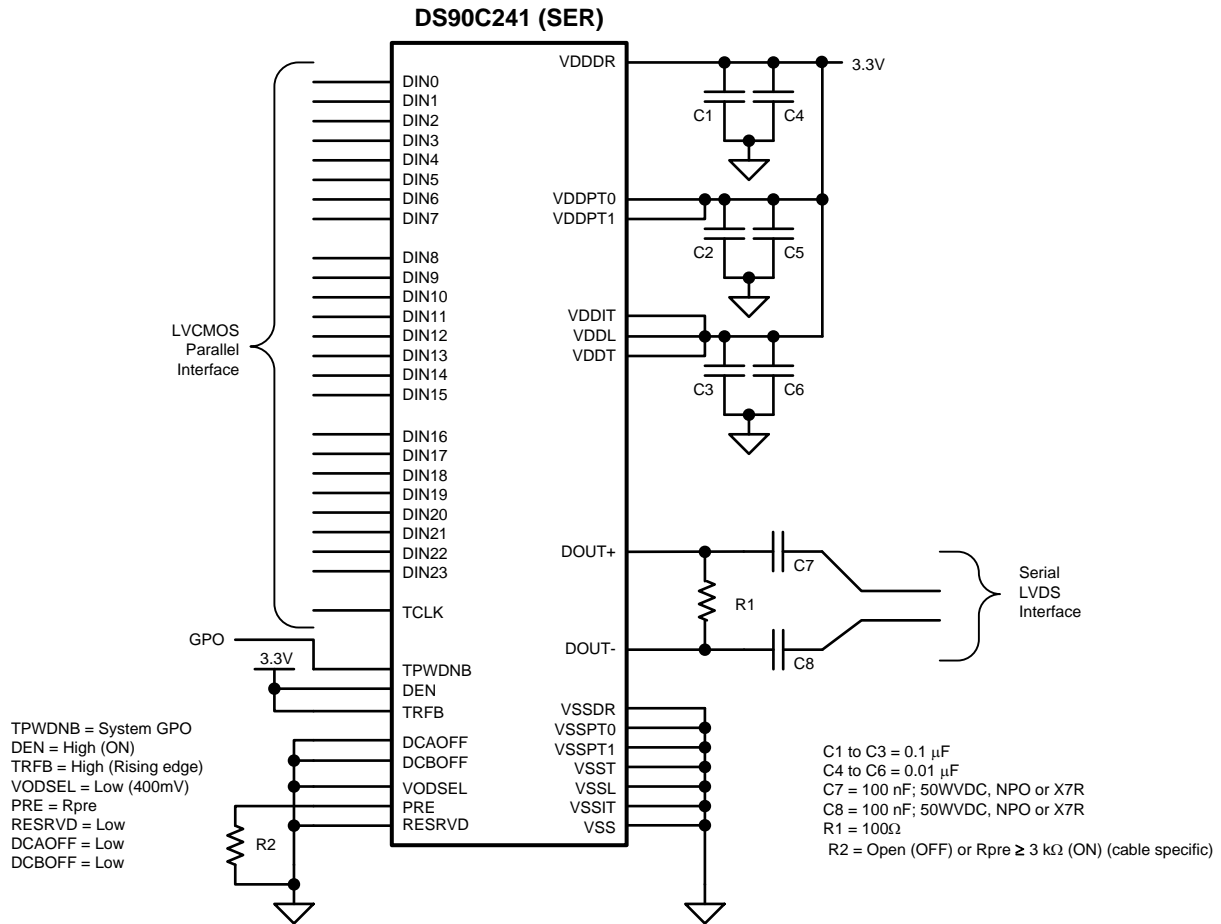 DS90C241 (SER)
VDDDR
3.3V
DIN0
DIN1
DIN2
DIN3
DIN4
DIN5
DIN6
DIN7
DIN8
DIN9
DIN10
DIN11
DIN12
DIN13
DIN14
DIN15
DIN16
DIN17
DIN18
DIN19
DIN20
DIN21
DIN22
DIN23
TCLK
LVCMOS
Parallel
Interface
GPO
3.3V
TPWDNB
DEN
TRFB
DCAOFF
DCBOFF
VODSEL
PRE
RESRVD
R2
C1
C4
VDDPT0
VDDPT1
C2
C5
VDDIT
VDDL
VDDT
C3
C6
DOUT+
C7
R1
DOUT-
C8
Serial
LVDS
Interface
VSSDR
VSSPT0
VSSPT1
VSST
VSSL
VSSIT
VSS
TPWDNB = System GPO
DEN = High (ON)
TRFB = High (Rising edge)
VODSEL = Low (400mV)
PRE = Rpre
RESRVD = Low
DCAOFF = Low
DCBOFF = Low
C1 to C3 = 0.1 μF
C4 to C6 = 0.01 μF
C7 = 100 nF; 50WVDC, NPO or X7R
C8 = 100 nF; 50WVDC, NPO or X7R
R1 = 100Ω
R2 = Open (OFF) or Rpre ≥ 3 kΩ (ON) (cable specific)